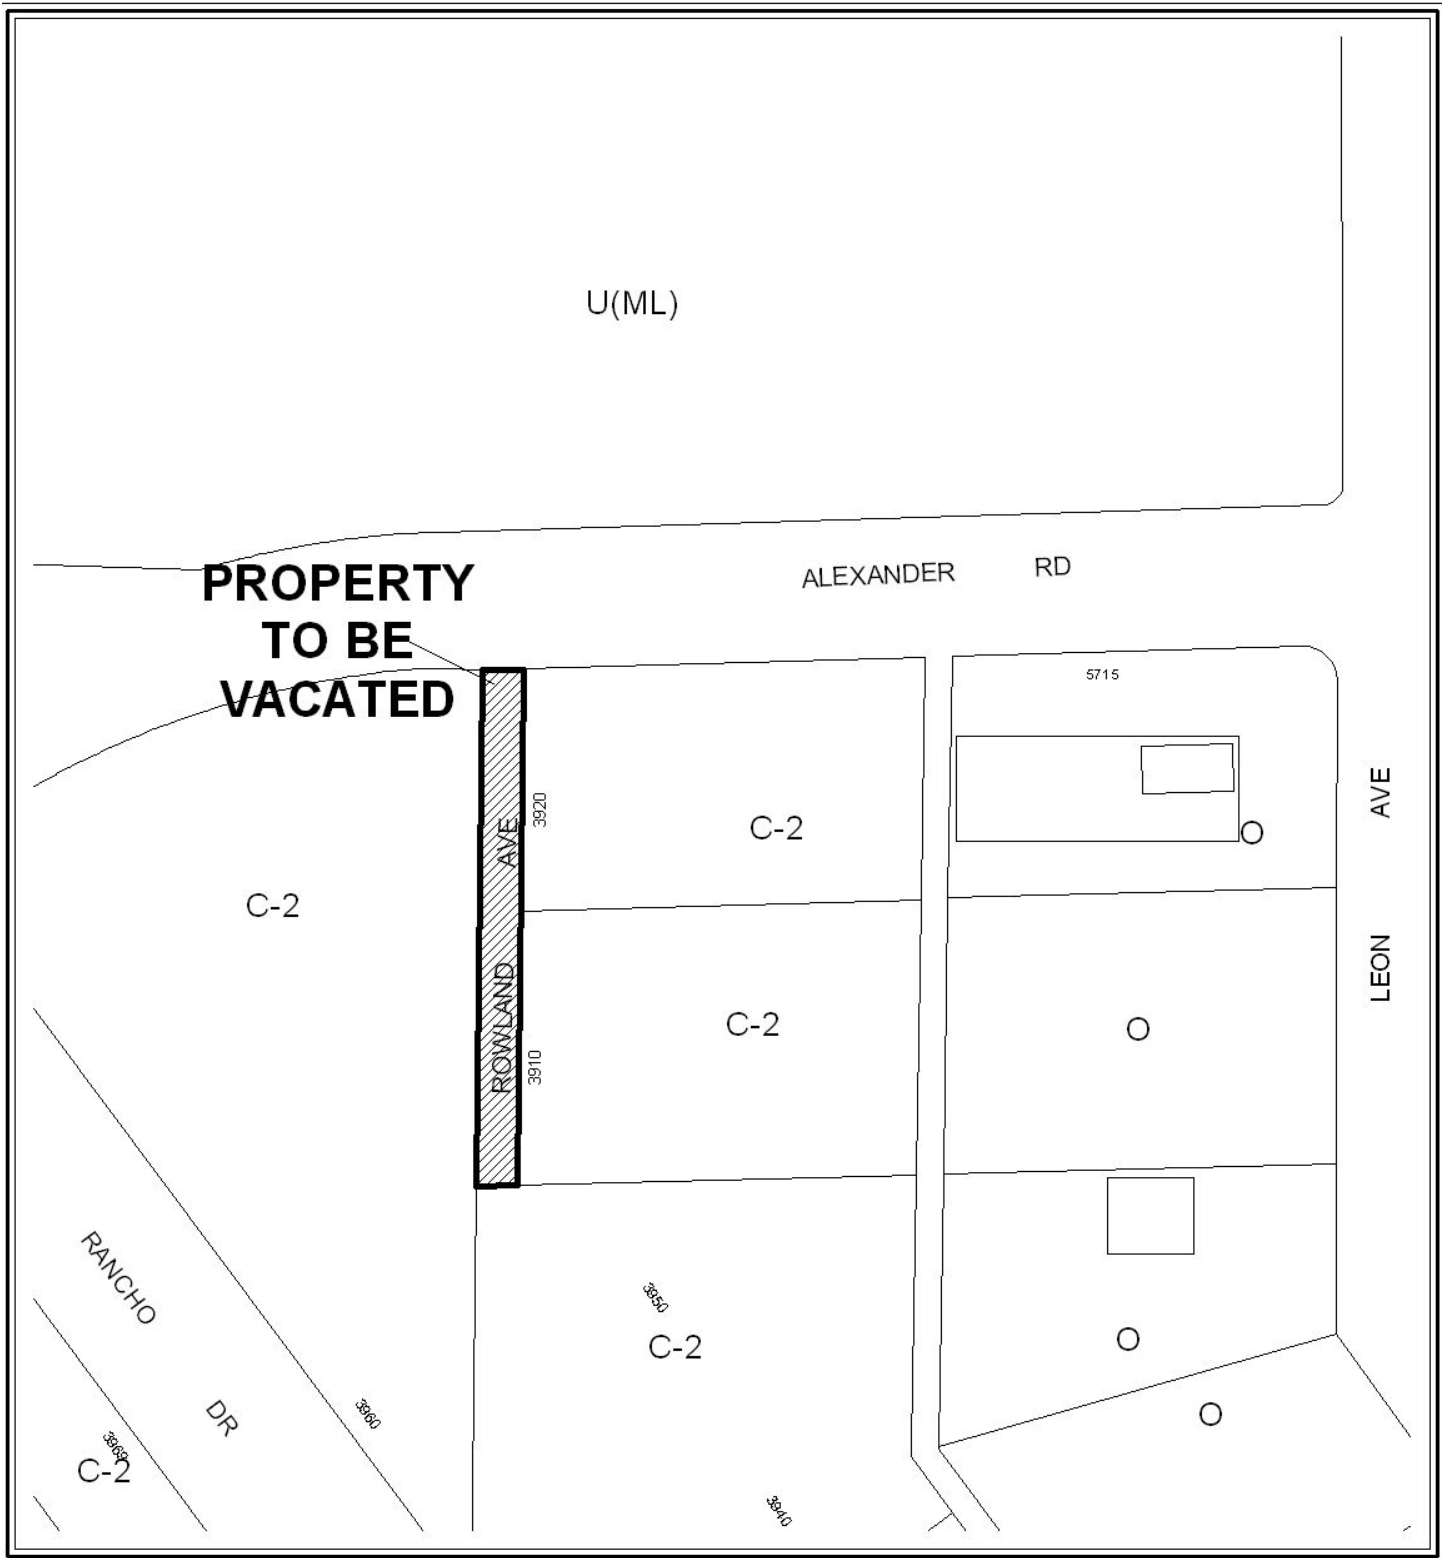 U(ML)
ALEXANDER RD
PROPERTY
TO BE
VACATED
5715
AVE
3920
C-2
AVE
O
C-2
LEON
ROWLAND
C-2
O
3910
RANCHO
3950
C-2
O
DR
3960
O
3969
C-2
3940